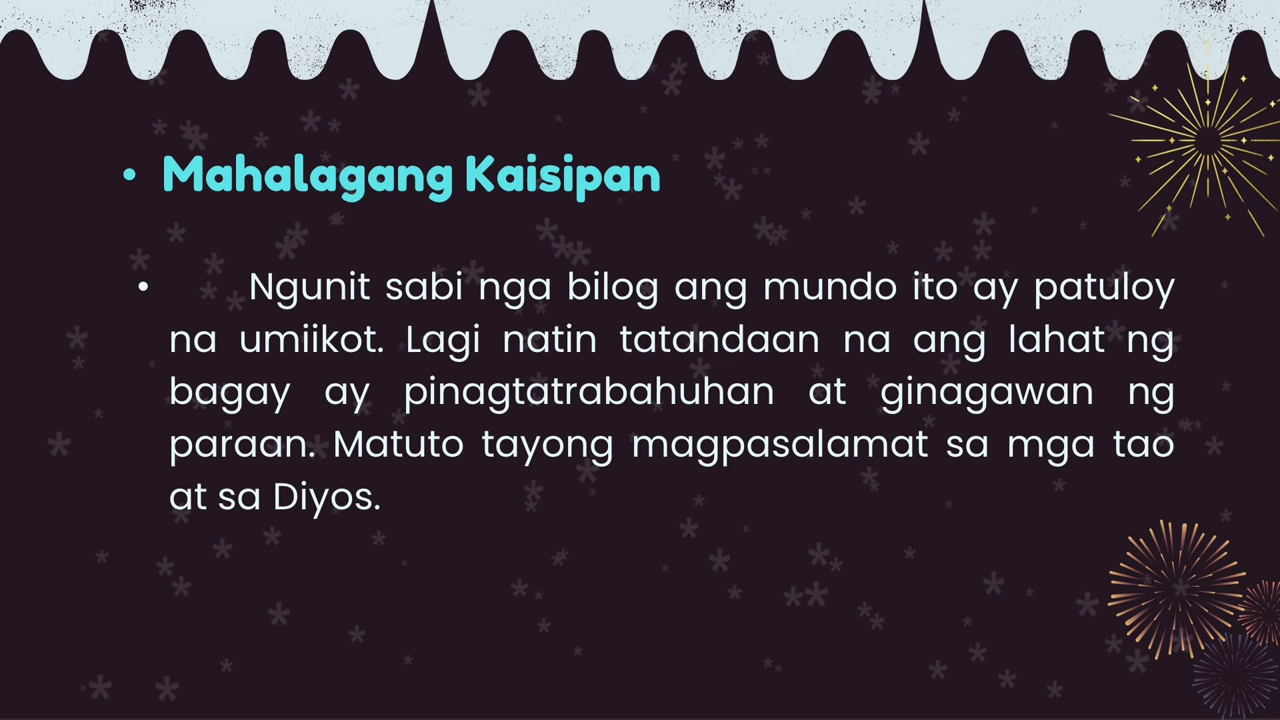 • Mahalagang Kaisipan
• Ngunit sabi nga bilog ang mundo ito ay patuloy
na umiikot. Lagi natin tatandaan na ang lahat ng
bagay ay pinagtatrabahuhan at ginagawan ng
paraan. Matuto tayong magpasalamat sa mga tao
at sa Diyos.